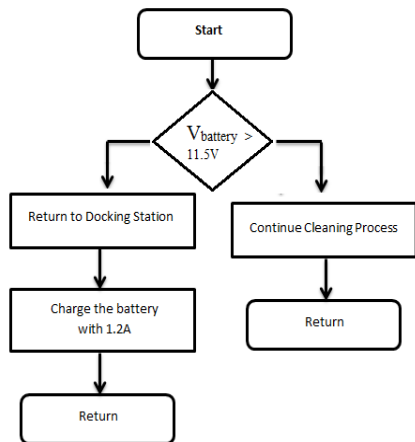 Start
Vbattery >
11.5V
Return to Docking Station
Continue Cleaning Process
Charge the battery
with 1.2A
Return
Return